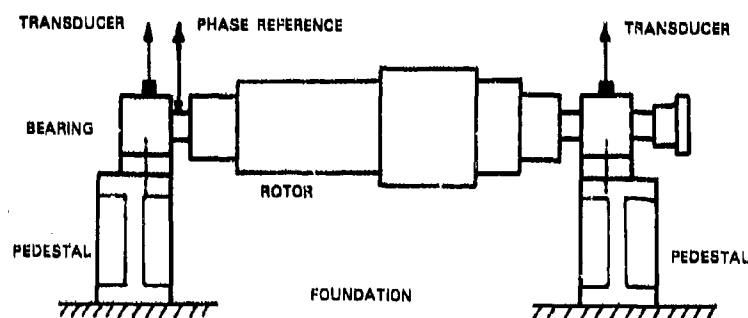 TRANSDUCER
PHASE REFERENCE
TRANSDUCER
BEARING
ROTOR
PEDESTAL
PEDESTAL
FOUNDATION